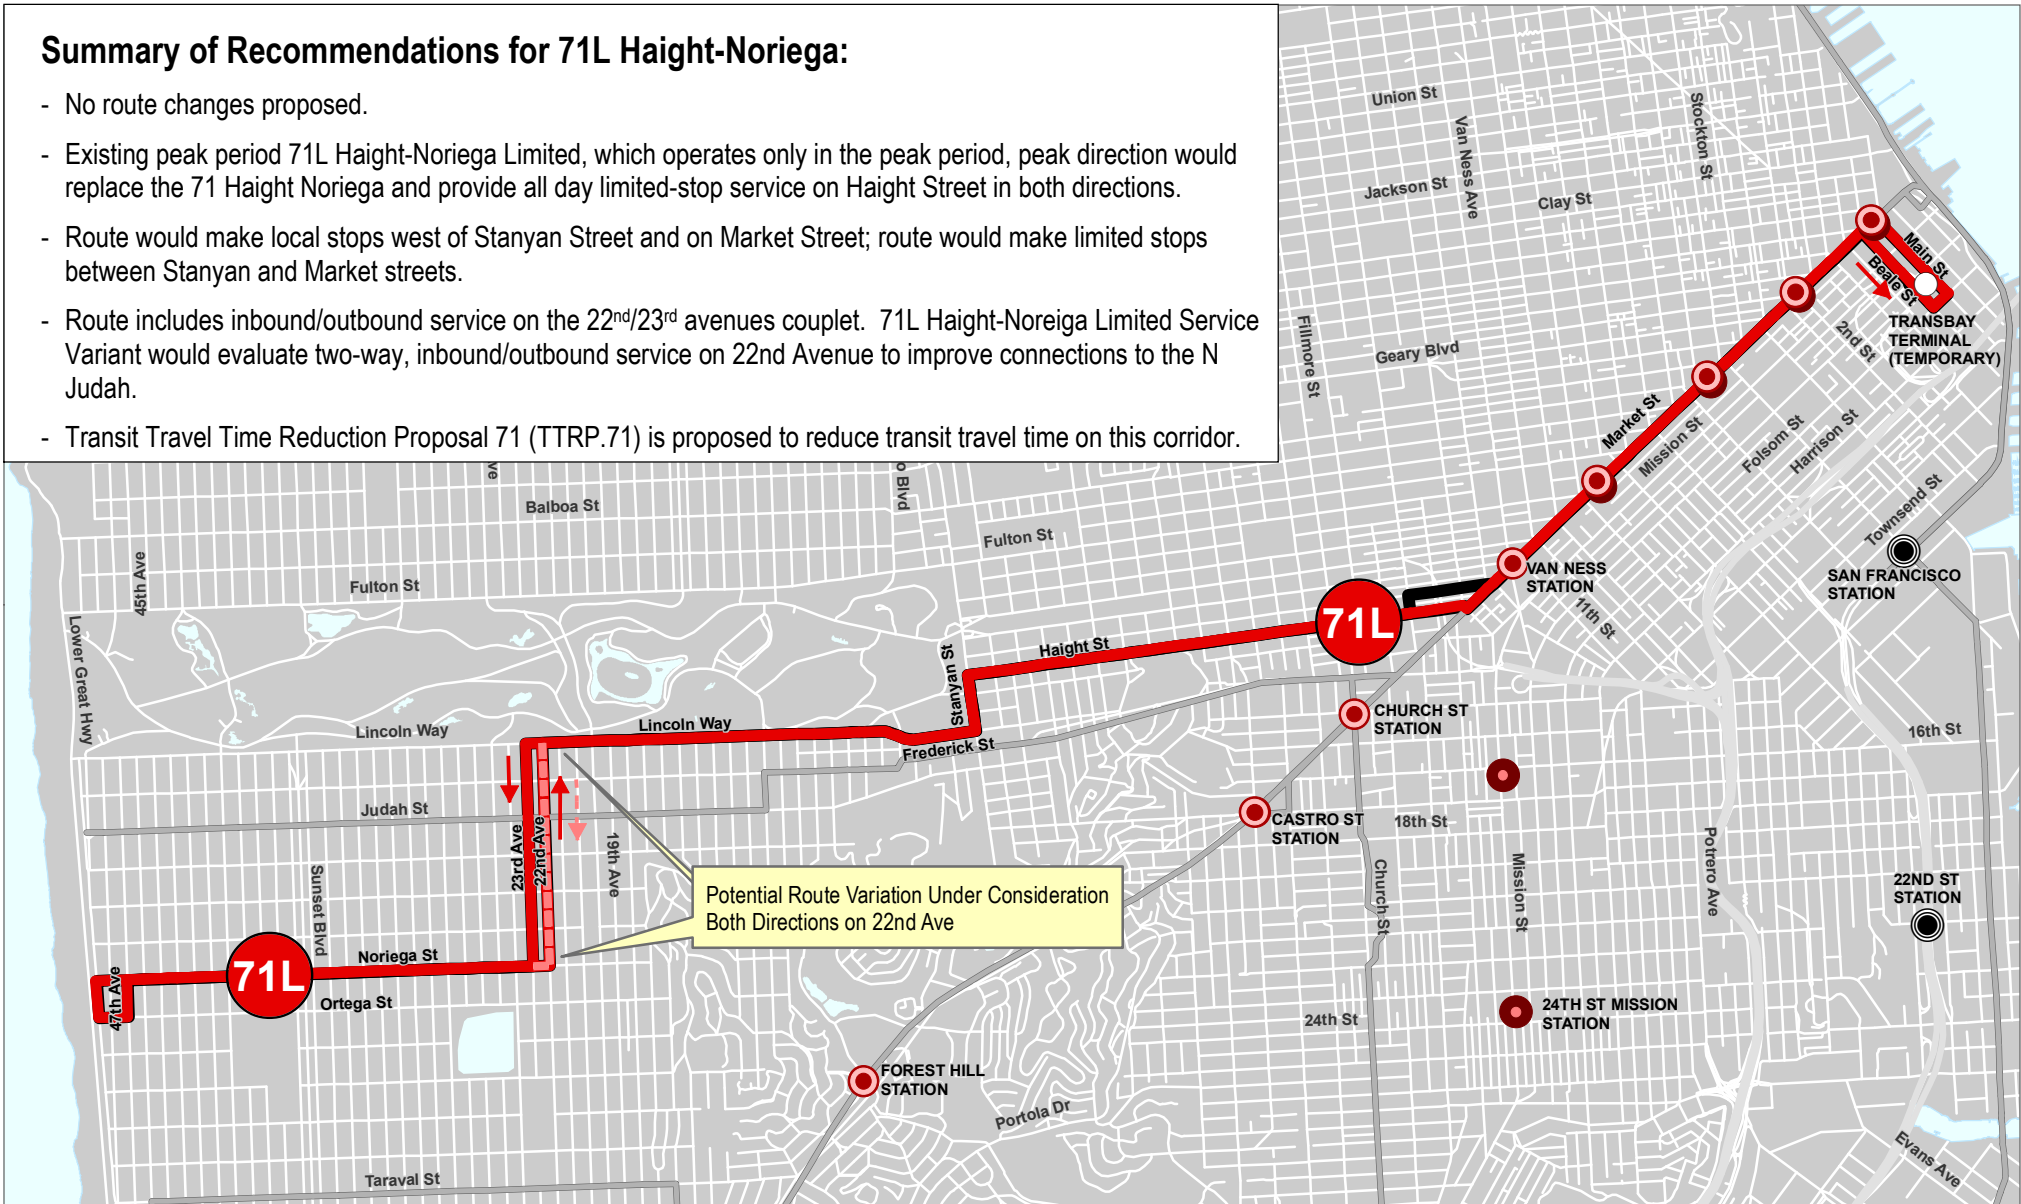 Summary of Recommendations for 71L Haight-Noriega:
- No route changes proposed.
- Existing peak period 71L Haight-Noriega Limited, which operates only in the peak period, peak direction would
replace the 71 Haight Noriega and provide all day limited-stop service on Haight Street in both directions.
- Route would make local stops west of Stanyan Street and on Market Street; route would make limited stops
between Stanyan and Market streets.
- Route includes inbound/outbound service on the 22nd/23rd avenues couplet. 71L Haight-Noreiga Limited Service
Variant would evaluate two-way, inbound/outbound service on 22nd Avenue to improve connections to the N
Judah.
- Transit Travel Time Reduction Proposal 71 (TTRP.71) is proposed to reduce transit travel time on this corridor.
Union St
Van Ness Ave
Stockton St
Jackson St
Clay St
Main St
Beale St
TRANSBAY
TERMINAL
(TEMPORARY)
2nd St
Fillmore St
Geary Blvd
Market St
Mission St
Folsom St
Harrison St
Townsend St
ve
o Blvd
Balboa St
Fulton St
45th Ave
Fulton St
VAN NESS
STATION
11th St
SAN FRANCISCO
STATION
71L
Lower Great Hwy
Stanyan St
Haight St
Lincoln Way
Lincoln Way
Frederick St
CHURCH ST
STATION
16th St
Judah St
23rd Ave
22nd Ave
19th Ave
CASTRO ST
STATION
18th St
Sunset Blvd
Church St
Mission St
Potrero Ave
22ND ST
STATION
Potential Route Variation Under Consideration
Both Directions on 22nd Ave
Noriega St
71L
47th Ave
Ortega St
24th St
24TH ST MISSION
STATION
FOREST HILL
STATION
Portola Dr
Taraval St
Evans Ave